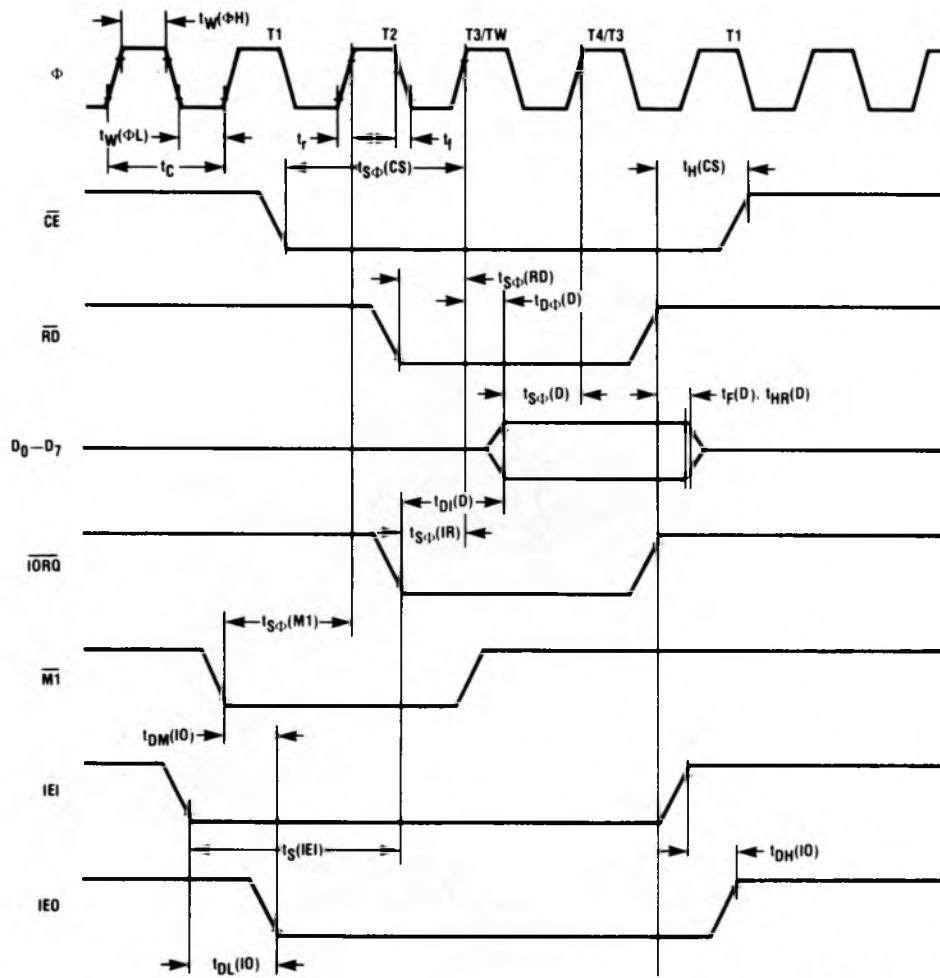 tW(ΦH)
T1
T2
T3/TW
T4/T3
T1
Φ
tW(ΦL)
tr
tf
tC
tSΦ(CS)
tH(CS)
CE
tSΦ(RD)
tDΦ(D)
RD
tSΦ(D)
tF(D), tHR(D)
D0—D7
tDI(D)
tSΦ(IR)
IORQ
tSΦ(M1)
M1
tDM(IO)
IEI
tS(IEI)
tDH(IO)
IEO
tDL(IO)